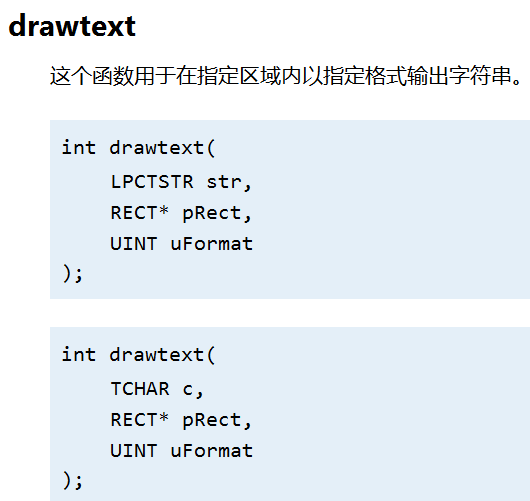 drawtext
这个函数用于在指定区域内以指定格式输出字符串。
int drawtext(
LPCTSTR str,
RECT* pRect,
UINT uFormat
);
int drawtext(
TCHAR c,
RECT* pRect,
UINT uFormat
);